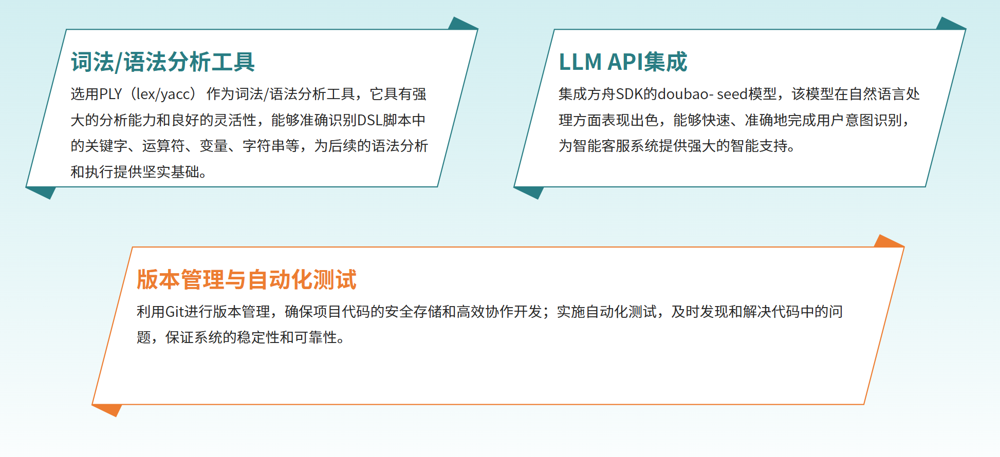 词法/语法分析工具
选用PLY（lex/yacc）作为词法/语法分析工具，它具有强
大的分析能力和良好的灵活性，能够准确识别DSL脚本中
的关键字、运算符、变量、字符串等，为后续的语法分析
和执行提供坚实基础。
LLM API集成
集成方舟SDK的doubao- seed模型，该模型在自然语言处
理方面表现出色，能够快速、准确地完成用户意图识别，
为智能客服系统提供强大的智能支持。
版本管理与自动化测试
利用Git进行版本管理，确保项目代码的安全存储和高效协作开发；实施自动化测试，及时发现和解决代码中的问
题，保证系统的稳定性和可靠性。